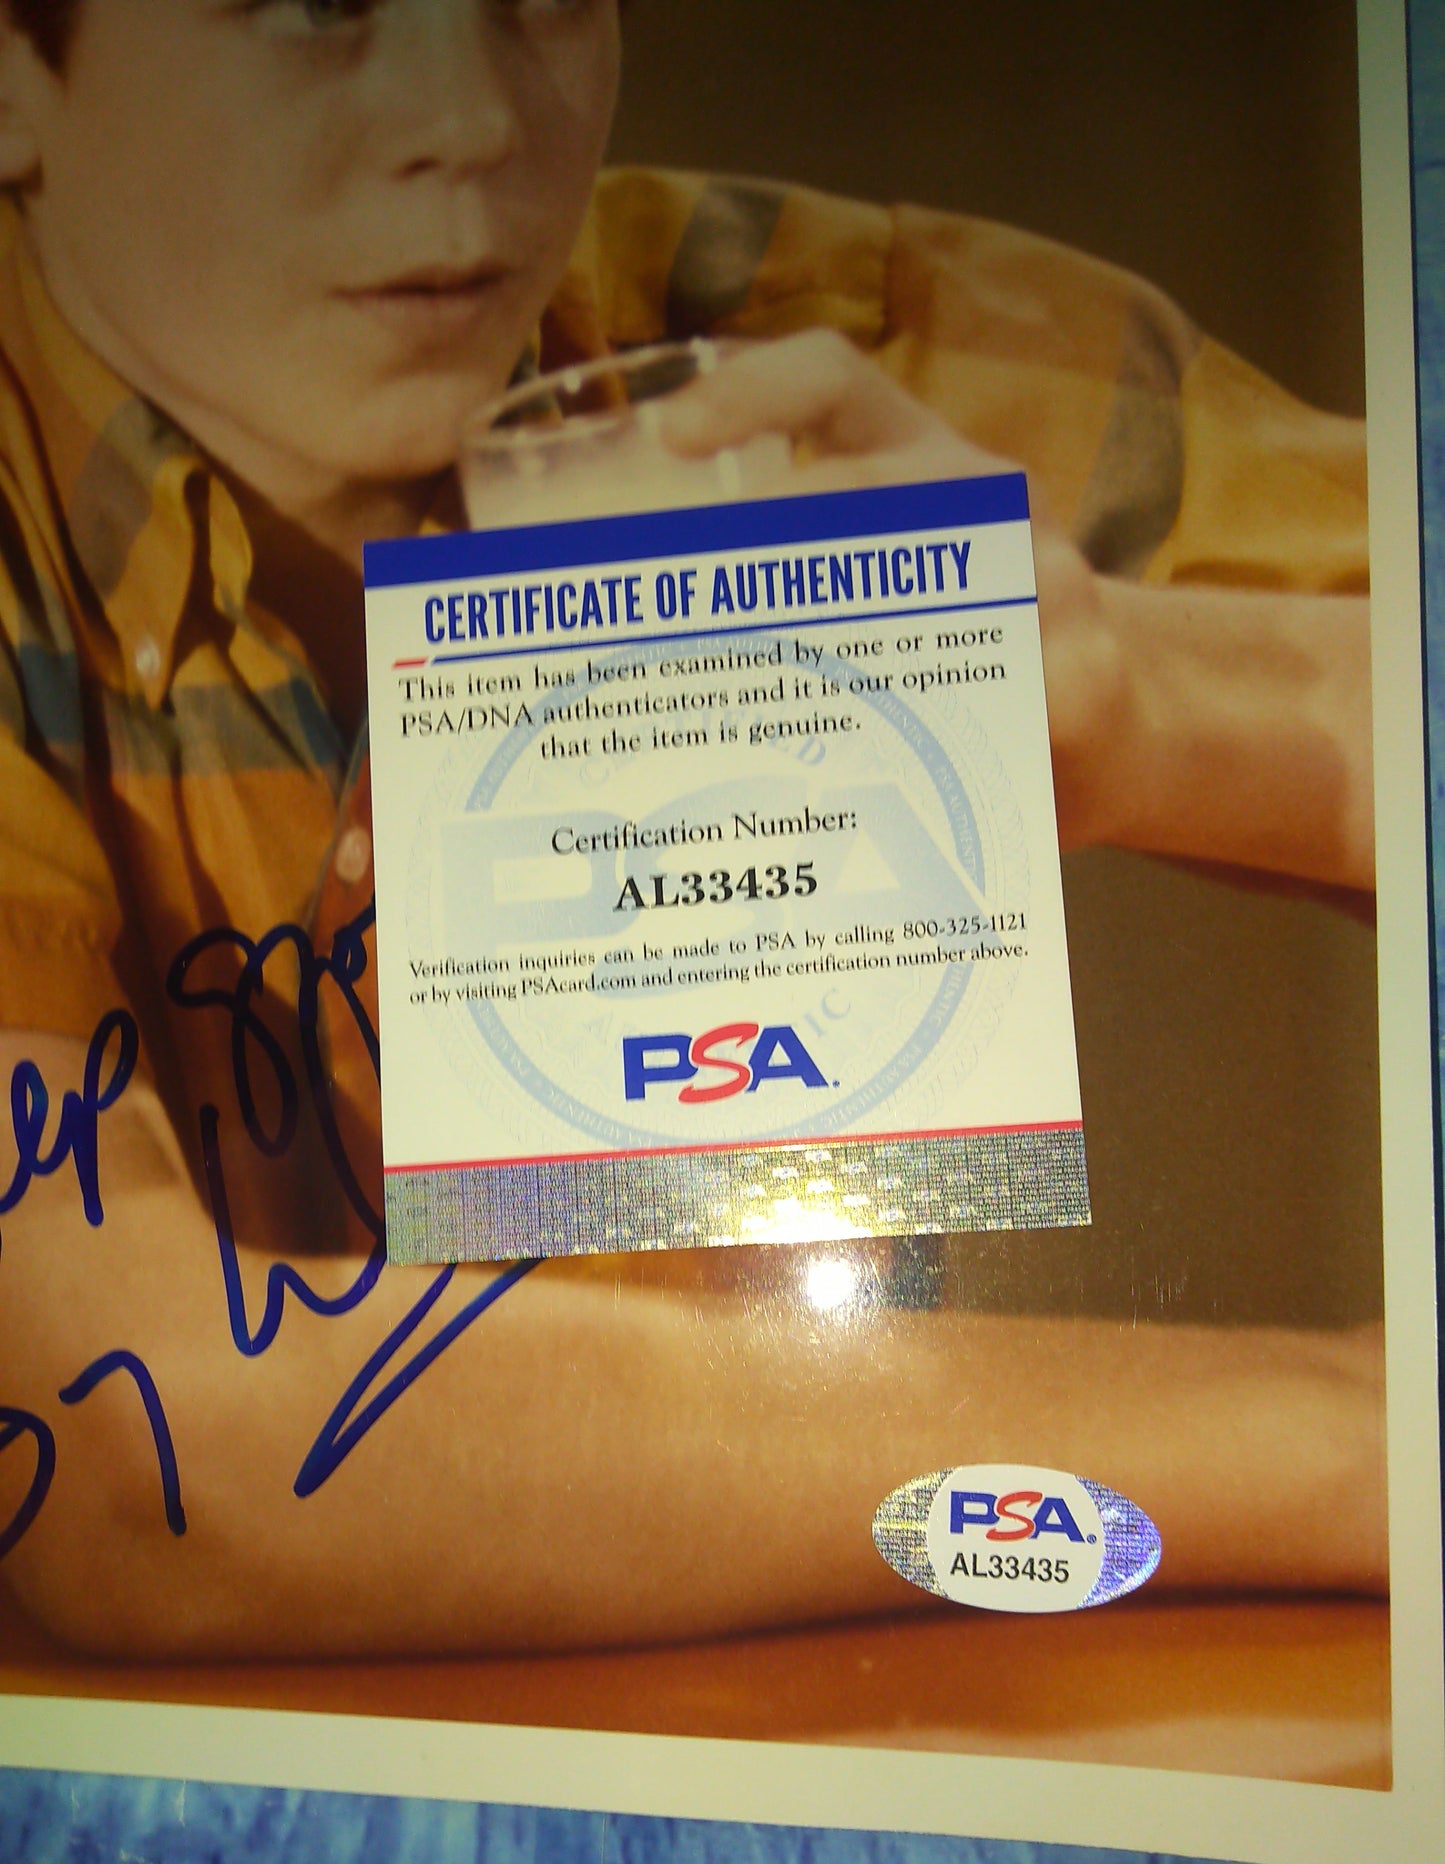 CERTIFICATE OF AUTHENTICITY
This item has been examined by one or more
PSA/DNA authenticators and it is our opinion
that the item is genuine.
Certification Number:
AL33435
Verification inquiries can be made to PSA by calling 800-325-1121
or by visiting PSAcard.com and entering the certification number above.
PSA®
PSA®
AL33435